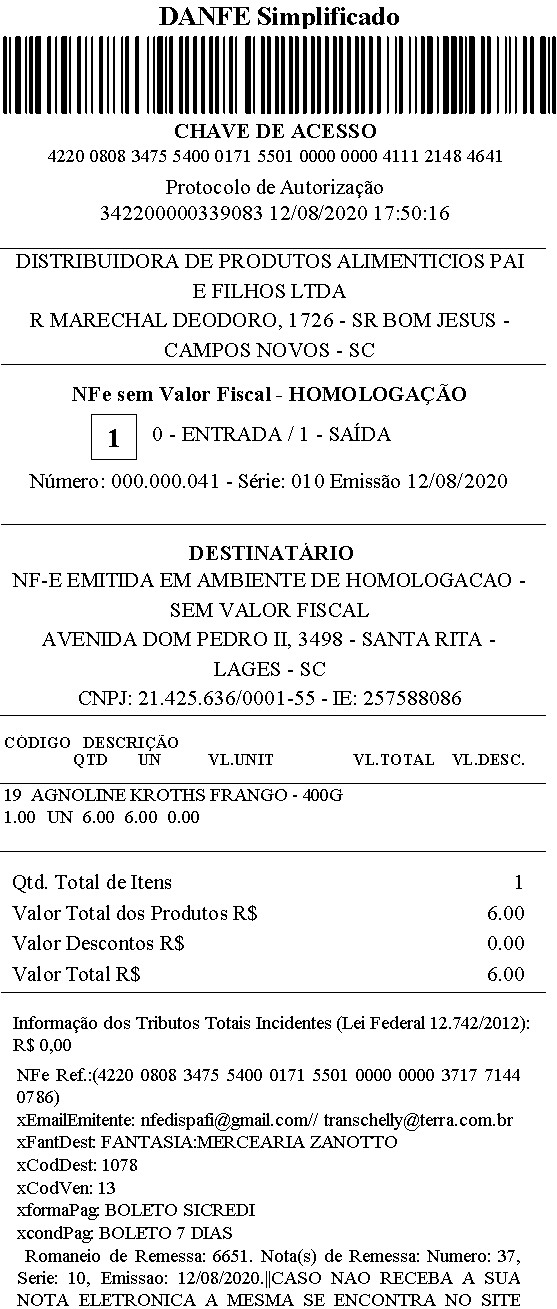 DANFE Simplificado
CHAVE DE ACESSO
4220 0808 3475 5400 0171 5501 0000 0000 4111 2148 4641
Protocolo de Autorização
342200000339083 12/08/2020 17:50:16
DISTRIBUIDORA DE PRODUTOS ALIMENTICIOS PAI
E FILHOS LTDA
R MARECHAL DEODORO, 1726 - SR BOM JESUS -
CAMPOS NOVOS - SC
NFe sem Valor Fiscal - HOMOLOGAÇÃO
1 0 - ENTRADA / 1 - SAÍDA
Número: 000.000.041 - Série: 010 Emissão 12/08/2020
DESTINATÁRIO
NF-E EMITIDA EM AMBIENTE DE HOMOLOGACAO -
SEM VALOR FISCAL
AVENIDA DOM PEDRO II, 3498 - SANTA RITA -
LAGES - SC
CNPJ: 21.425.636/0001-55 - IE: 257588086
CÓDIGO DESCRIÇÃO
QTD UN VL.UNIT VL.TOTAL VL.DESC.
19 AGNOLINE KROTHS FRANGO - 400G
1.00 UN 6.00 6.00 0.00
Qtd. Total de Itens 1
Valor Total dos Produtos R$ 6.00
Valor Descontos R$ 0.00
Valor Total R$ 6.00
Informação dos Tributos Totais Incidentes (Lei Federal 12.742/2012):
R$ 0,00
NFe Ref.:(4220 0808 3475 5400 0171 5501 0000 0000 3717 7144
0786)
xEmailEmitente: nfedispafi@gmail.com// transchelly@terra.com.br
xFantDest: FANTASIA:MERCEARIA ZANOTTO
xCodDest: 1078
xCodVen: 13
xformaPag: BOLETO SICREDI
xcondPag: BOLETO 7 DIAS
Romaneio de Remessa: 6651. Nota(s) de Remessa: Numero: 37,
Serie: 10, Emissao: 12/08/2020.||CASO NAO RECEBA A SUA
NOTA ELETRONICA A MESMA SE ENCONTRA NO SITE